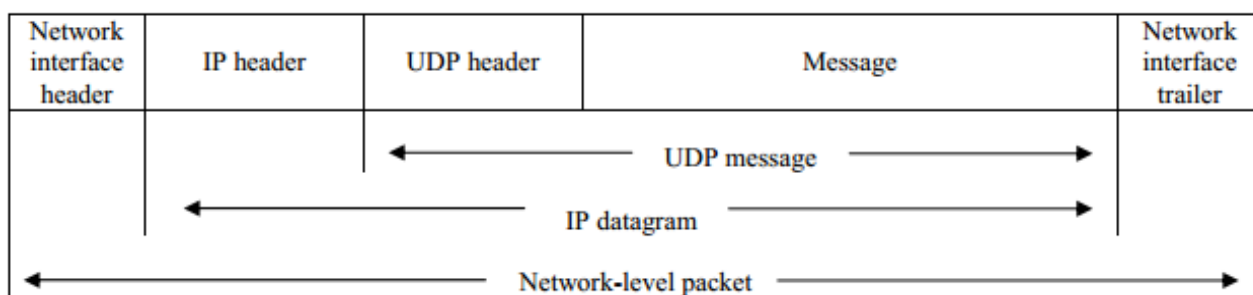 Network
interface
header
IP header
UDP header
Message
Network
interface
trailer
UDP message
IP datagram
Network-level packet